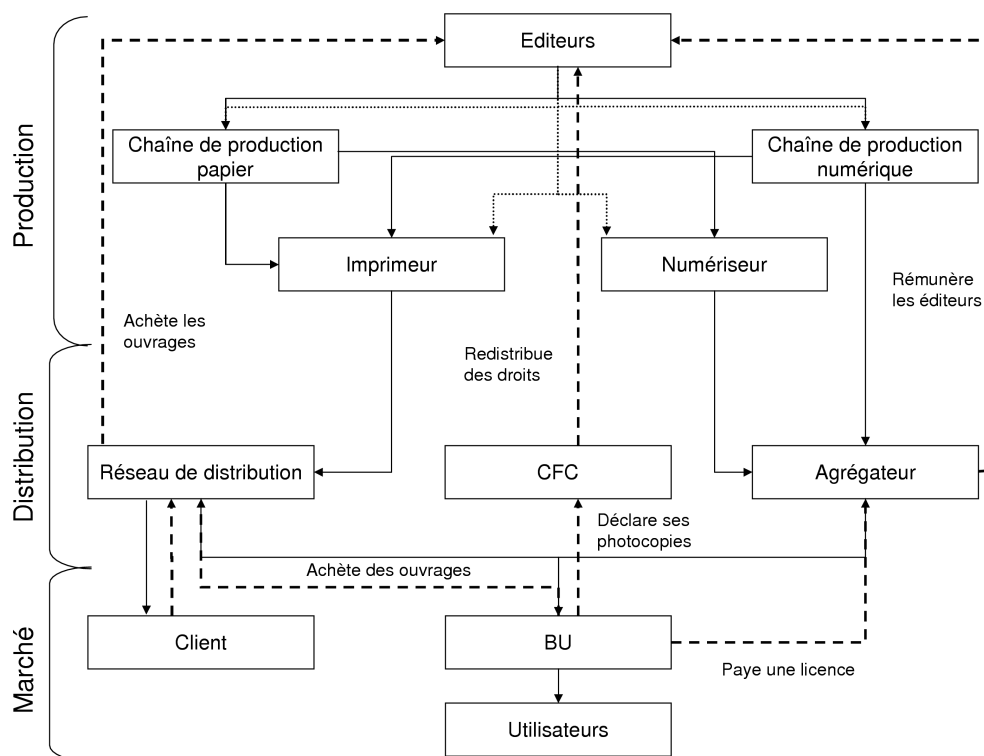 Production
Editeurs
Chaîne de production
papier
Chaîne de production
numérique
Imprimeur
Numériseur
Rémunère
les éditeurs
Achète les
ouvrages
Redistribue
des droits
Distribution
Réseau de distribution
CFC
Agrégateur
Déclare ses
photocopies
Achète des ouvrages
Marché
Client
BU
Paye une licence
Utilisateurs